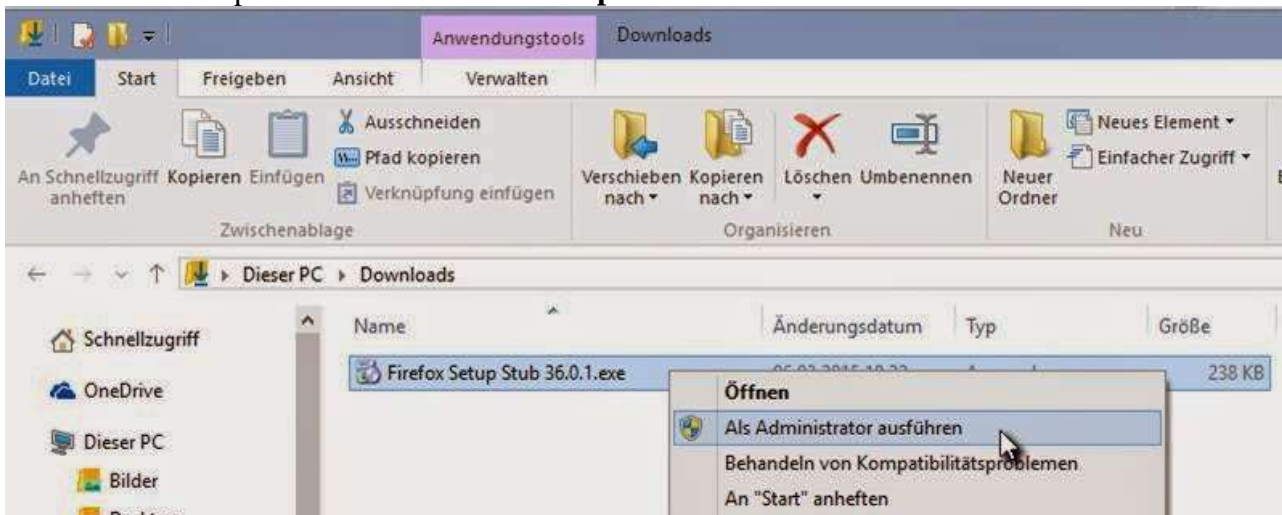 Anwendungstools Downloads
Datei Start Freigeben Ansicht Verwalten
An Schnellzugriff anheften
Kopieren
Einfügen
Ausschneiden
Pfad kopieren
Verknüpfung einfügen
Zwischenablage
Verschieben nach
Kopieren nach
Löschen
Umbenennen
Organisieren
Neuer Ordner
Neues Element
Einfacher Zugriff
Neu
Dieser PC Downloads
Schnellzugriff
OneDrive
Dieser PC
Bilder
Name Änderungsdatum Typ Größe
Firefox Setup Stub 36.0.1.exe 238 KB
Öffnen
Als Administrator ausführen
Behandeln von Kompatibilitätsproblemen
An "Start" anheften